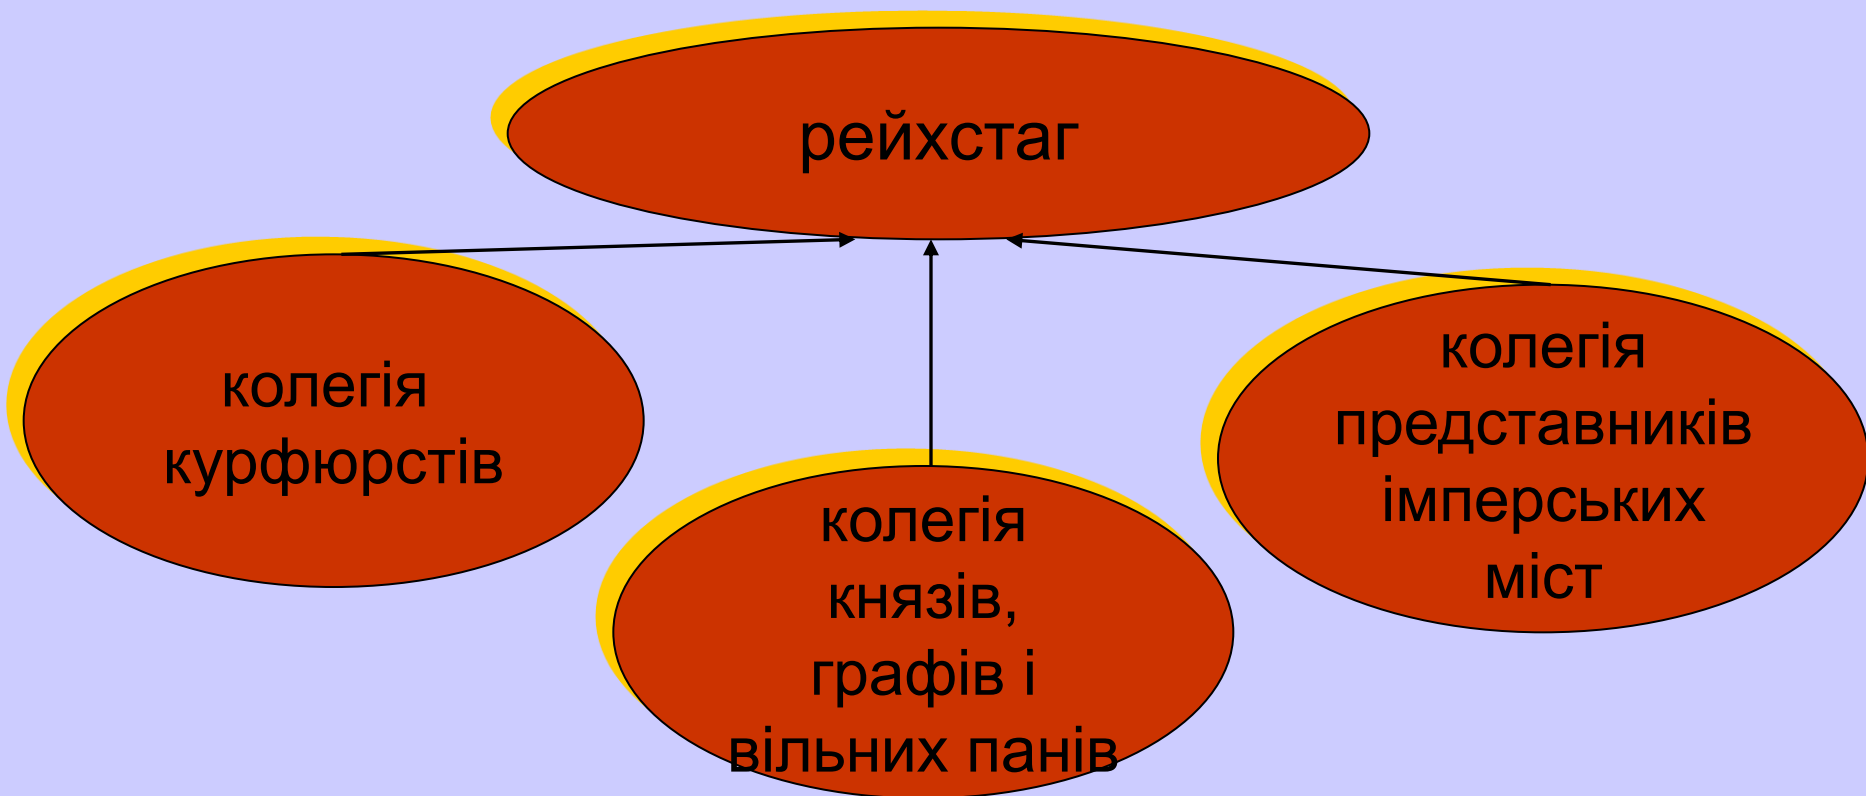 рейхстаг
колегія
курфюрстів
колегія
князів,
графів і
вільних панів
колегія
представників
імперських
міст